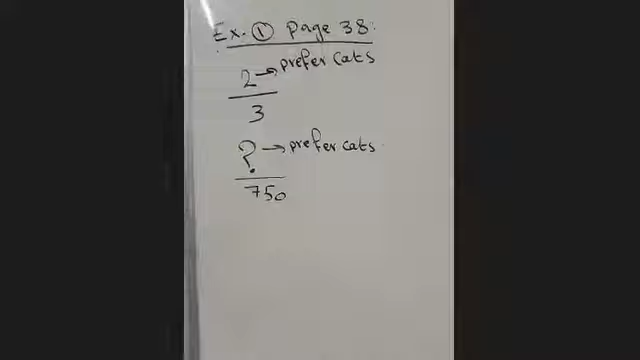 Ex. ① Page 38:
2 → prefer cats
3
? → prefer cats
750